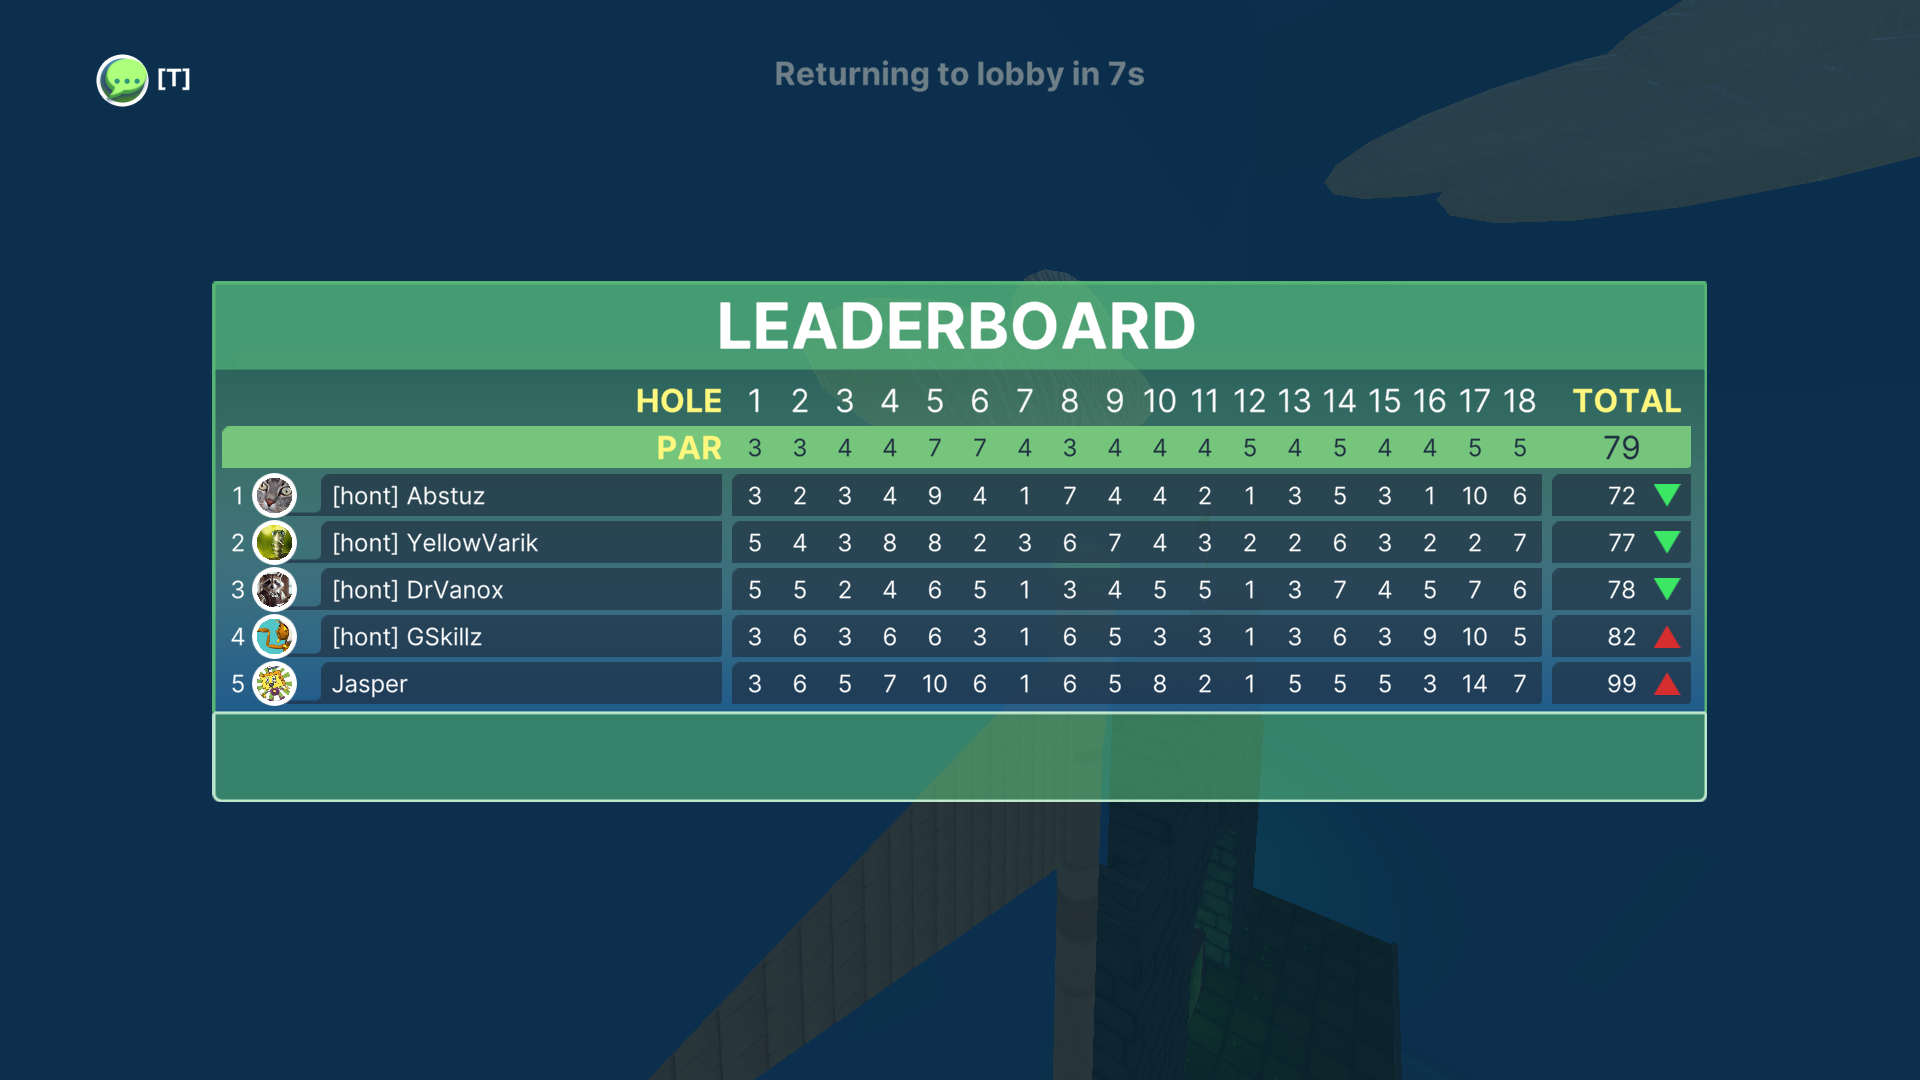 [T]
Returning to lobby in 7s
LEADERBOARD
HOLE 1 2 3 4 5 6 7 8 9 10 11 12 13 14 15 16 17 18 TOTAL
PAR 3 3 4 4 7 7 4 3 4 4 4 5 4 5 4 4 5 5 79
1 [hont] Abstuz 3 2 3 4 9 4 1 7 4 4 2 1 3 5 3 1 10 6 72
2 [hont] YellowVarik 5 4 3 8 8 2 3 6 7 4 3 2 2 6 3 2 2 7 77
3 [hont] DrVanox 5 5 2 4 6 5 1 3 4 5 5 1 3 7 4 5 7 6 78
4 [hont] GSkillz 3 6 3 6 6 3 1 6 5 3 3 1 3 6 3 9 10 5 82
5 Jasper 3 6 5 7 10 6 1 6 5 8 2 1 5 5 5 3 14 7 99